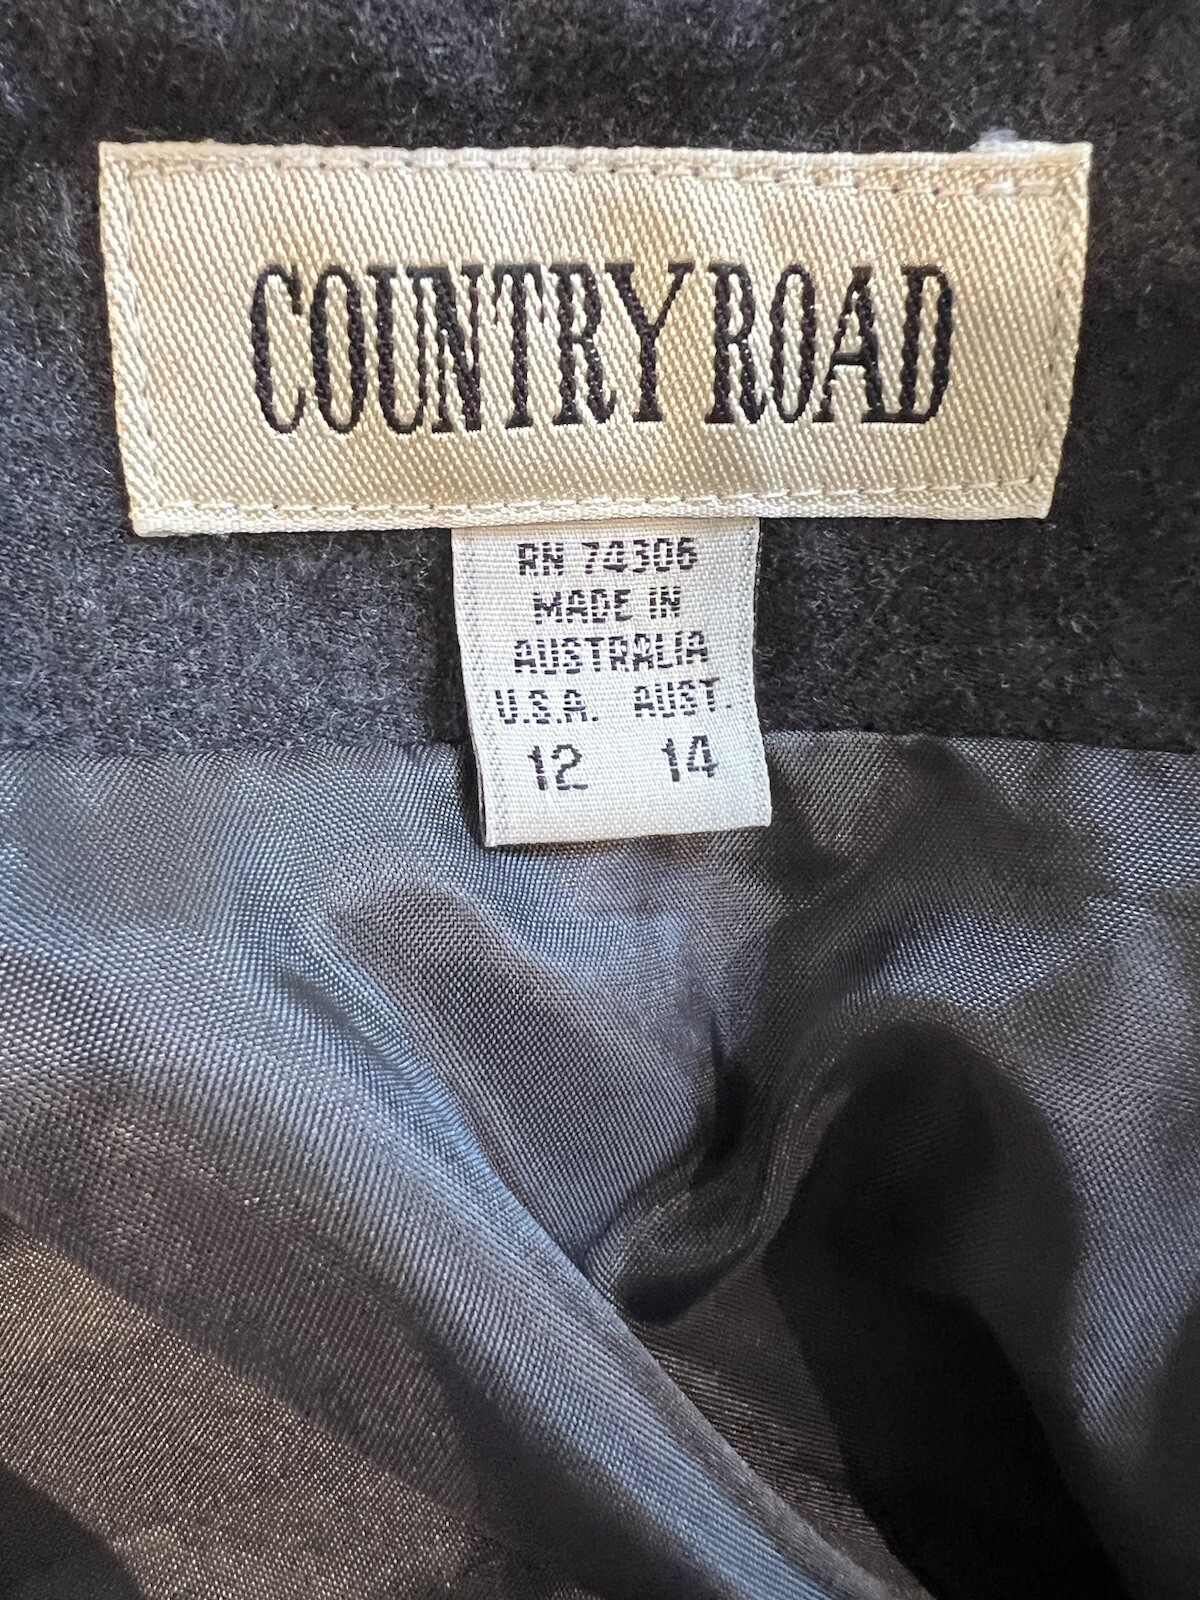 COUNTRY ROAD
RN 74306
MADE IN
AUSTRALIA
U.S.A. AUST.
12 14